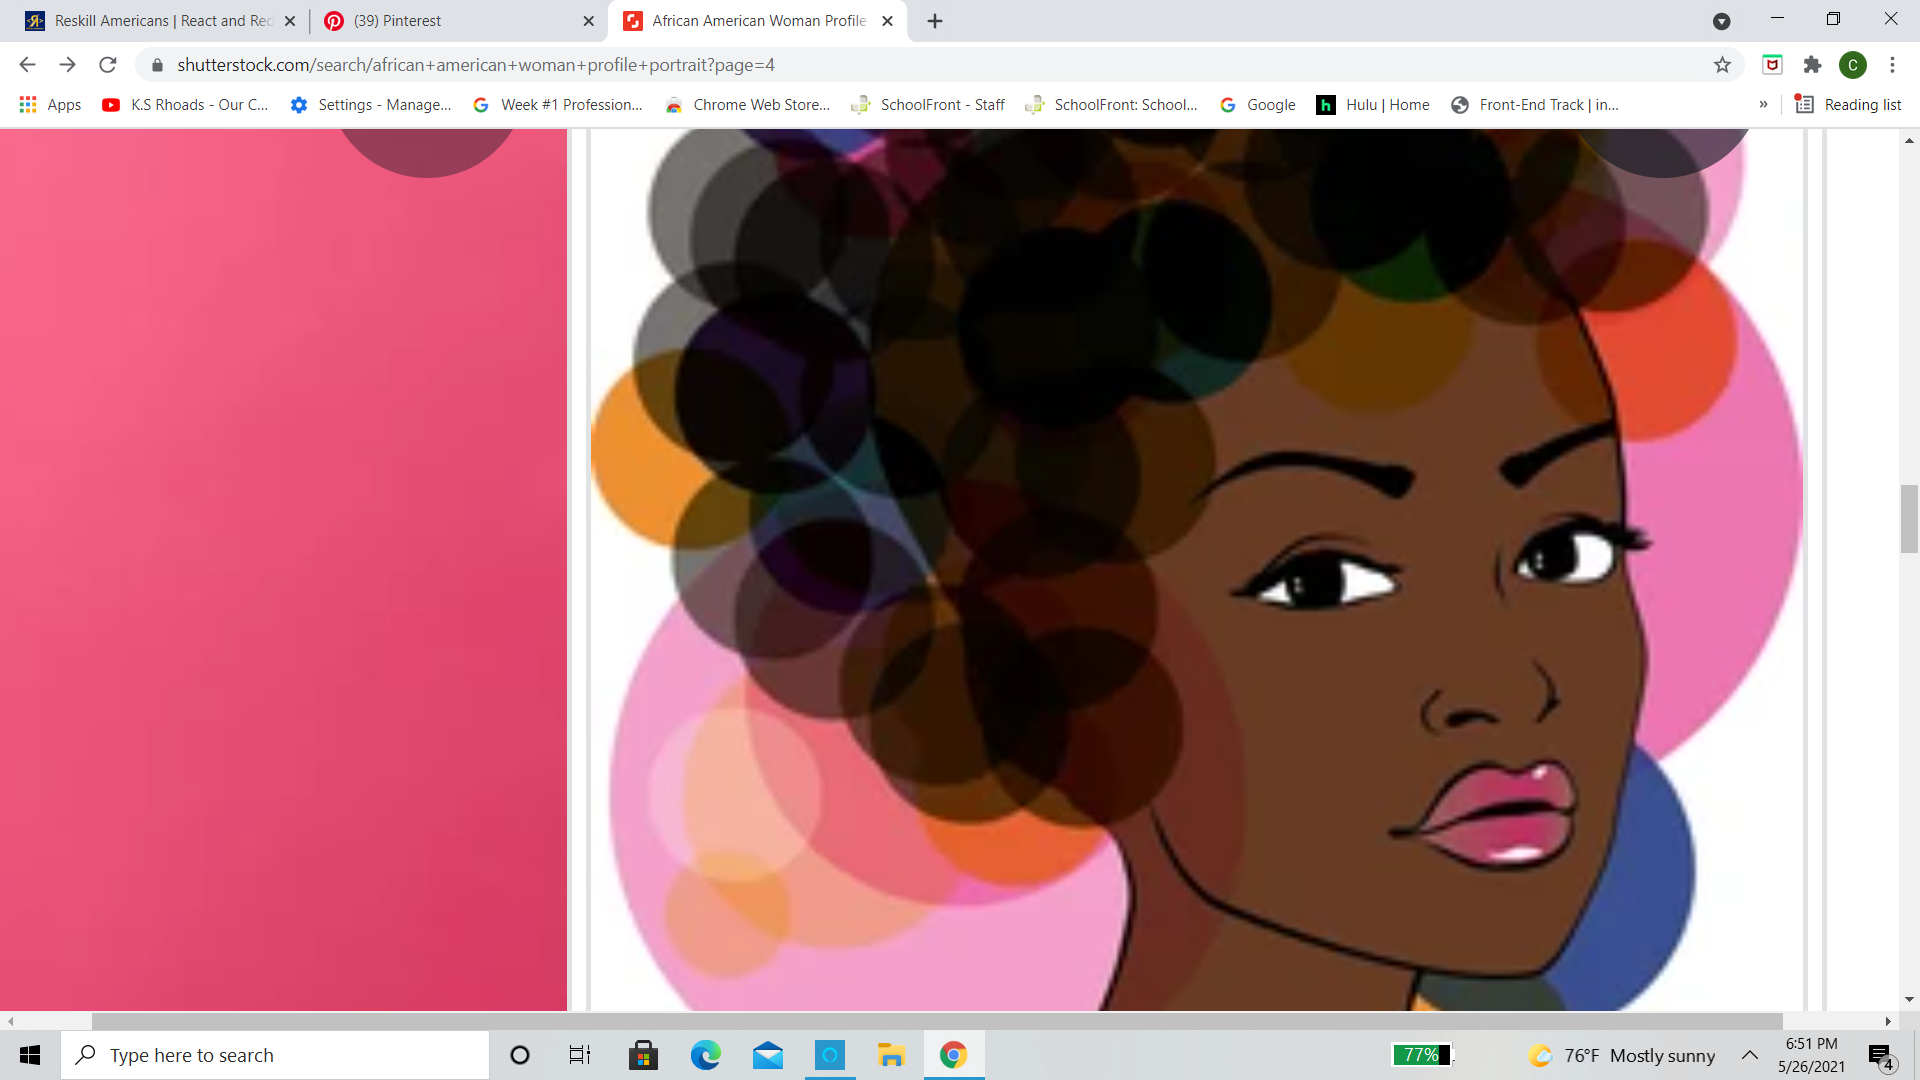 Reskill Americans | React and Red
(39) Pinterest
African American Woman Profile
shutterstock.com/search/african+american+woman+profile+portrait?page=4
C
Apps
K.S Rhoads - Our C...
Settings - Manage...
Week #1 Profession...
Chrome Web Store...
SchoolFront - Staff
SchoolFront: School...
Google
Hulu | Home
Front-End Track | in...
»
Reading list
Type here to search
77%
76°F Mostly sunny
6:51 PM
5/26/2021
4